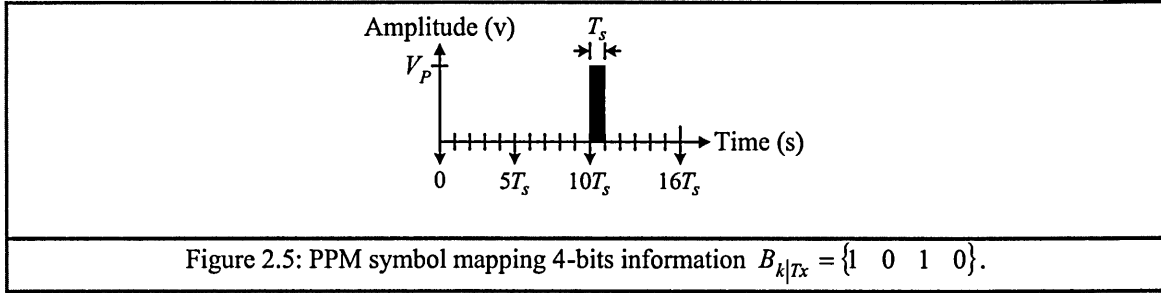 Amplitude (v)
T_s
V_P
Time (s)
0 5T_s 10T_s 16T_s
Figure 2.5: PPM symbol mapping 4-bits information B_{k|Tx} = {1 0 1 0}.